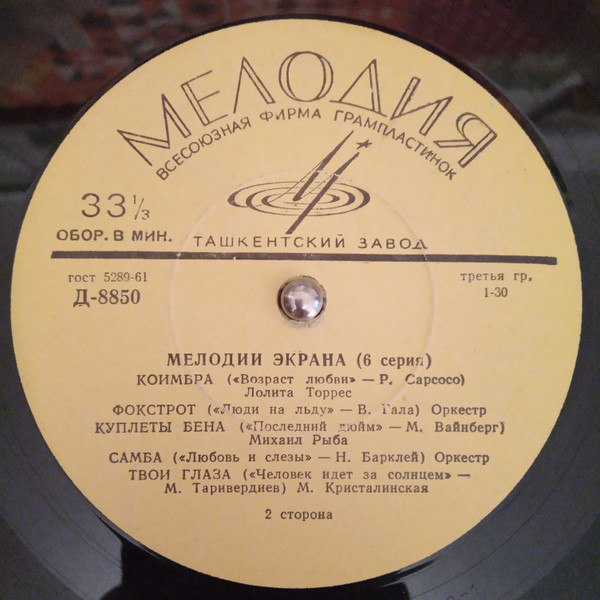 МЕЛОДИЯ
ВСЕСОЮЗНАЯ ФИРМА ГРАМПЛАСТИНОК
33 1/3
ОБОР. В МИН.
ТАШКЕНТСКИЙ ЗАВОД
гост 5289-61
Д-8850
третья гр.
1-30
МЕЛОДИИ ЭКРАНА (6 серия)
КОИМБРА («Возраст любви» — Р. Сарсосо)
Лолита Торрес
ФОКСТРОТ («Люди на льду» — В. Гала) Оркестр
КУПЛЕТЫ БЕНА («Последний дюйм» — М. Вайнберг)
Михаил Рыба
САМБА («Любовь и слезы» — Н. Барклей) Оркестр
ТВОИ ГЛАЗА («Человек идет за солнцем» —
М. Таривердиев) М. Кристалинская
2 сторона